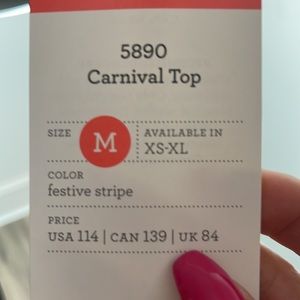 5890
Carnival Top
SIZE
M
AVAILABLE IN
XS-XL
COLOR
festive stripe
PRICE
USA 114 | CAN 139 | UK 84